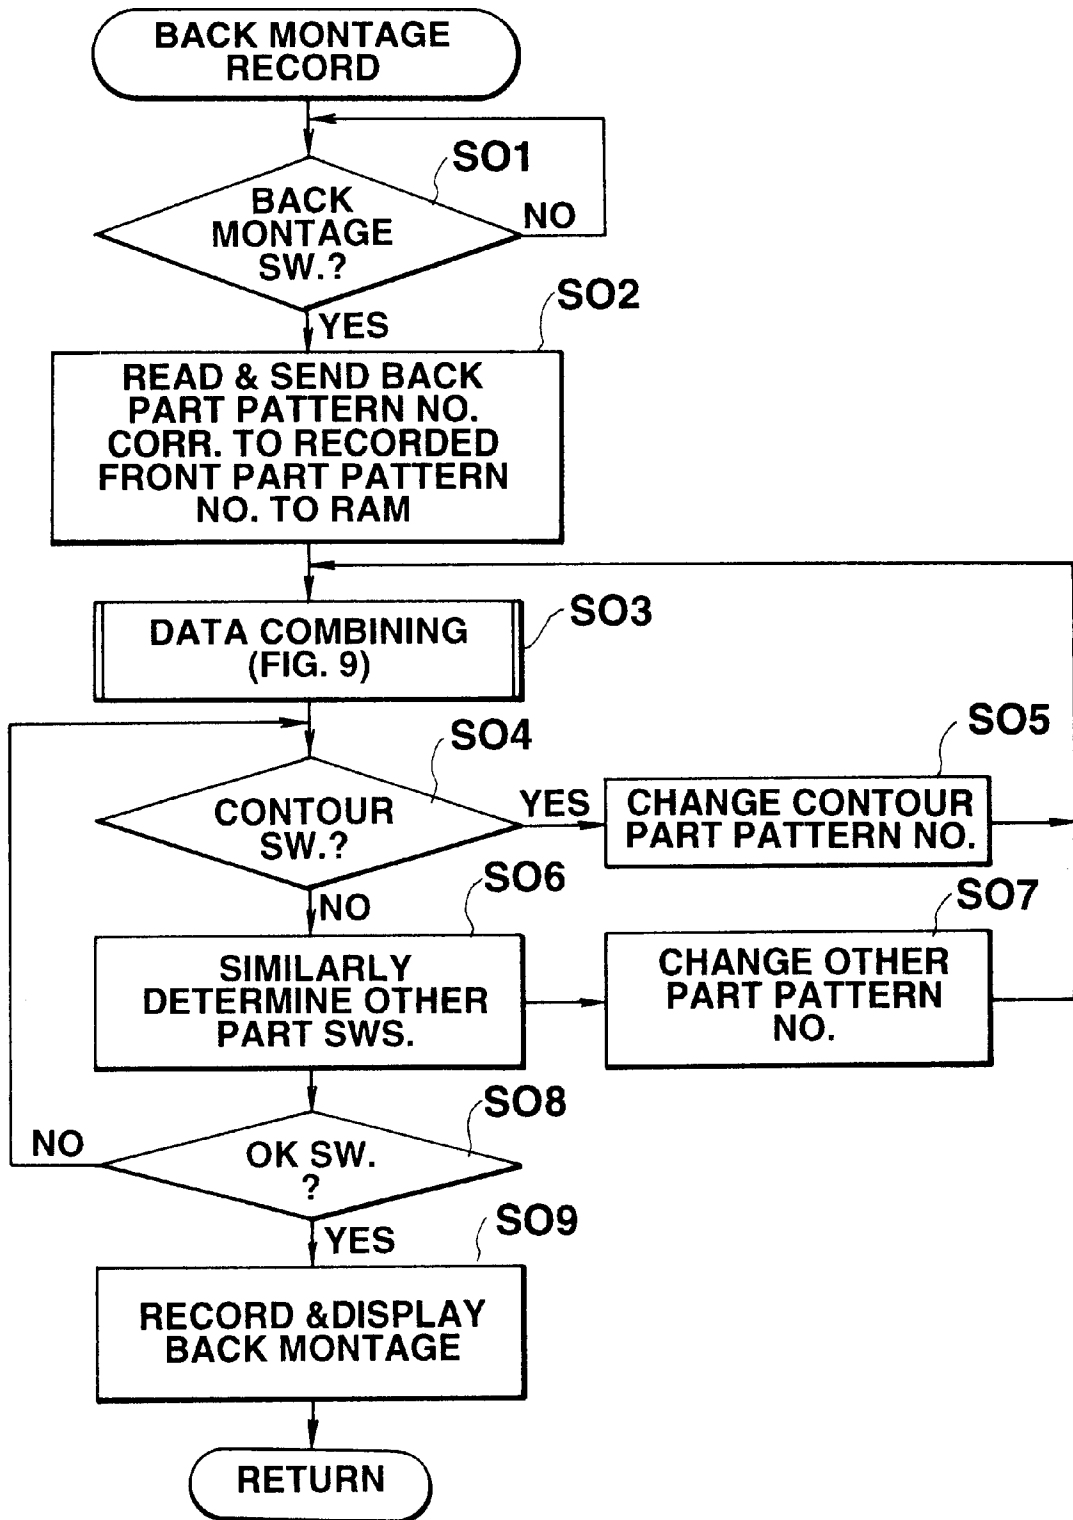 BACK MONTAGE
RECORD
SO1
BACK
MONTAGE
SW.?
NO
YES
SO2
READ & SEND BACK
PART PATTERN NO.
CORR. TO RECORDED
FRONT PART PATTERN
NO. TO RAM
SO3
DATA COMBINING
(FIG. 9)
SO4
CONTOUR
SW.?
YES
SO5
CHANGE CONTOUR
PART PATTERN NO.
NO
SO6
SIMILARLY
DETERMINE OTHER
PART SWS.
SO7
CHANGE OTHER
PART PATTERN
NO.
SO8
OK SW.
?
NO
YES
SO9
RECORD &DISPLAY
BACK MONTAGE
RETURN